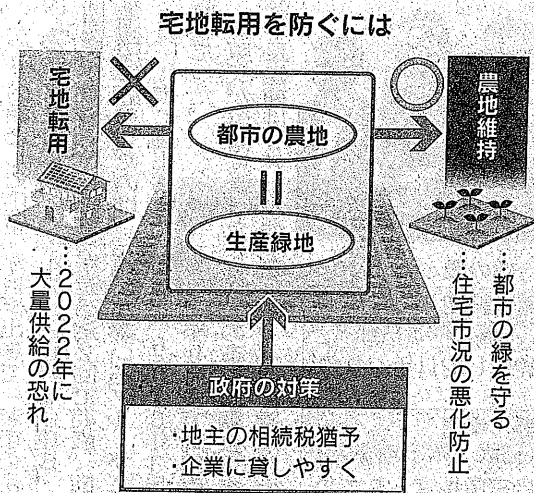 宅地転用を防ぐには
宅地転用
都市の農地
生産緑地
農地維持
…2022年に
大量供給の恐れ
…都市の緑を守る
…住宅市況の悪化防止
政府の対策
・地主の相続税猶予
・企業に貸しやすく